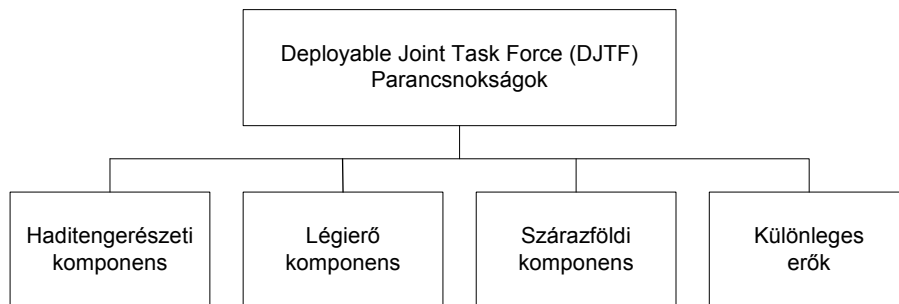 Deployable Joint Task Force (DJTF)
Parancsnokságok
Haditengerészeti
komponens
Légierő
komponens
Szárazföldi
komponens
Különleges
erők